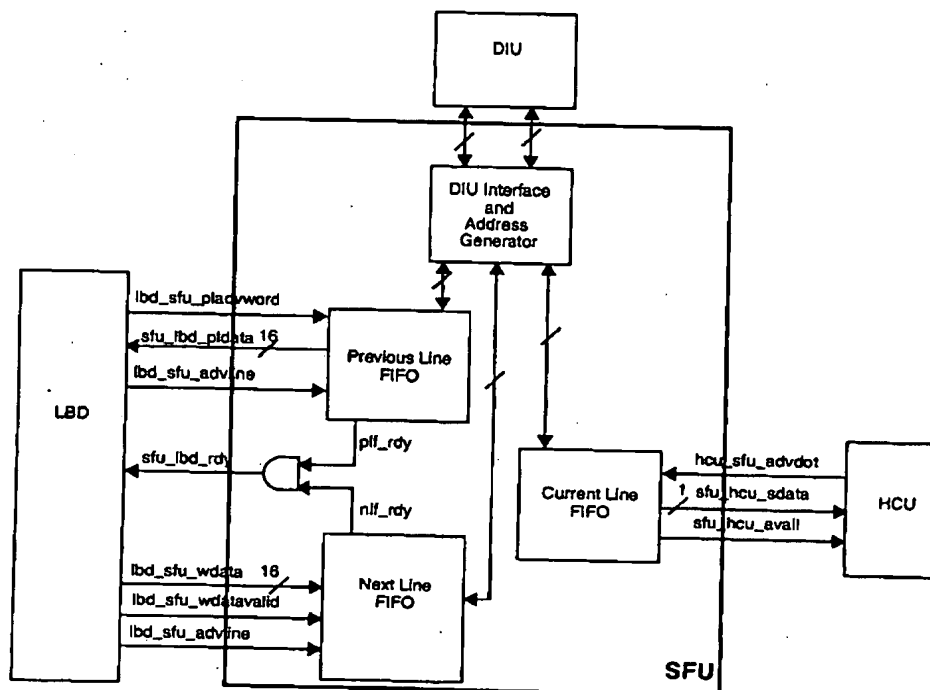 DIU
DIU Interface
and
Address
Generator
lbd_sfu_pladvword
sfu_lbd_pldata 16
lbd_sfu_advline
LBD
Previous Line
FIFO
sfu_lbd_rdy
plf_rdy
nlf_rdy
Current Line
FIFO
hcu_sfu_advdot
1 sfu_hcu_sdata
sfu_hcu_avail
HCU
lbd_sfu_wdata 16
lbd_sfu_wdatavalid
lbd_sfu_advline
Next Line
FIFO
SFU